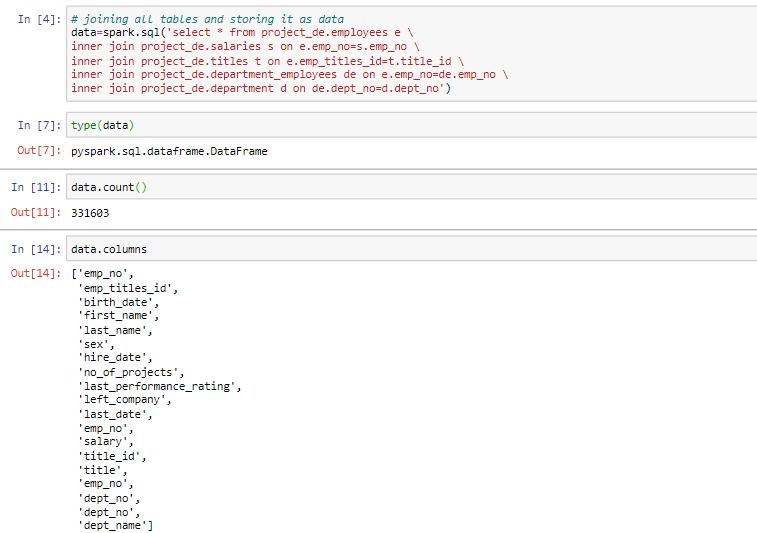 In [4]: # joining all tables and storing it as data
data=spark.sql('select * from project_de.employees e \
inner join project_de.salaries s on e.emp_no=s.emp_no \
inner join project_de.titles t on e.emp_titles_id=t.title_id \
inner join project_de.department_employees de on e.emp_no=de.emp_no \
inner join project_de.department d on de.dept_no=d.dept_no')
In [7]: type(data)
Out[7]: pyspark.sql.dataframe.DataFrame
In [11]: data.count()
Out[11]: 331603
In [14]: data.columns
Out[14]: ['emp_no',
'emp_titles_id',
'birth_date',
'first_name',
'last_name',
'sex',
'hire_date',
'no_of_projects',
'last_performance_rating',
'left_company',
'last_date',
'emp_no',
'salary',
'title_id',
'title',
'emp_no',
'dept_no',
'dept_no',
'dept_name']